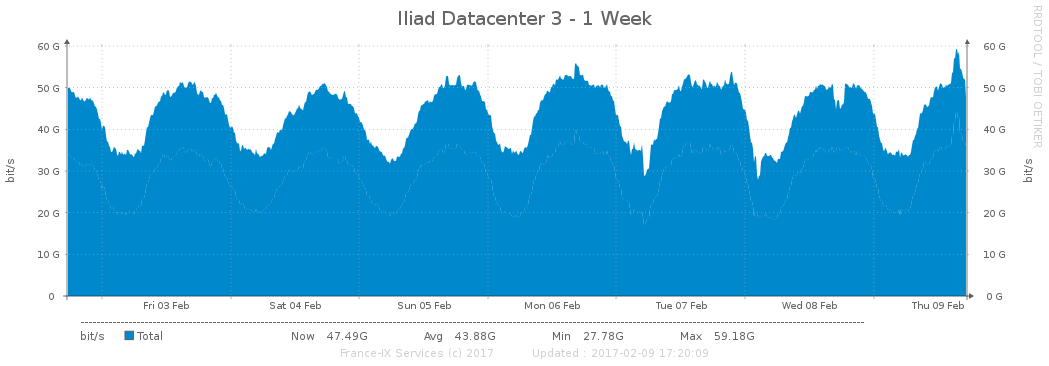 Iliad Datacenter 3 - 1 Week
RRDTOOL / TOBI OETIKER
60 G 60 G
50 G 50 G
40 G 40 G
30 G 30 G
20 G 20 G
10 G 10 G
0 0 G
bit/s bit/s
Fri 03 Feb Sat 04 Feb Sun 05 Feb Mon 06 Feb Tue 07 Feb Wed 08 Feb Thu 09 Feb
bit/s Total Now 47.49G Avg 43.88G Min 27.78G Max 59.18G
France-IX Services (c) 2017 Updated : 2017-02-09 17:20:09